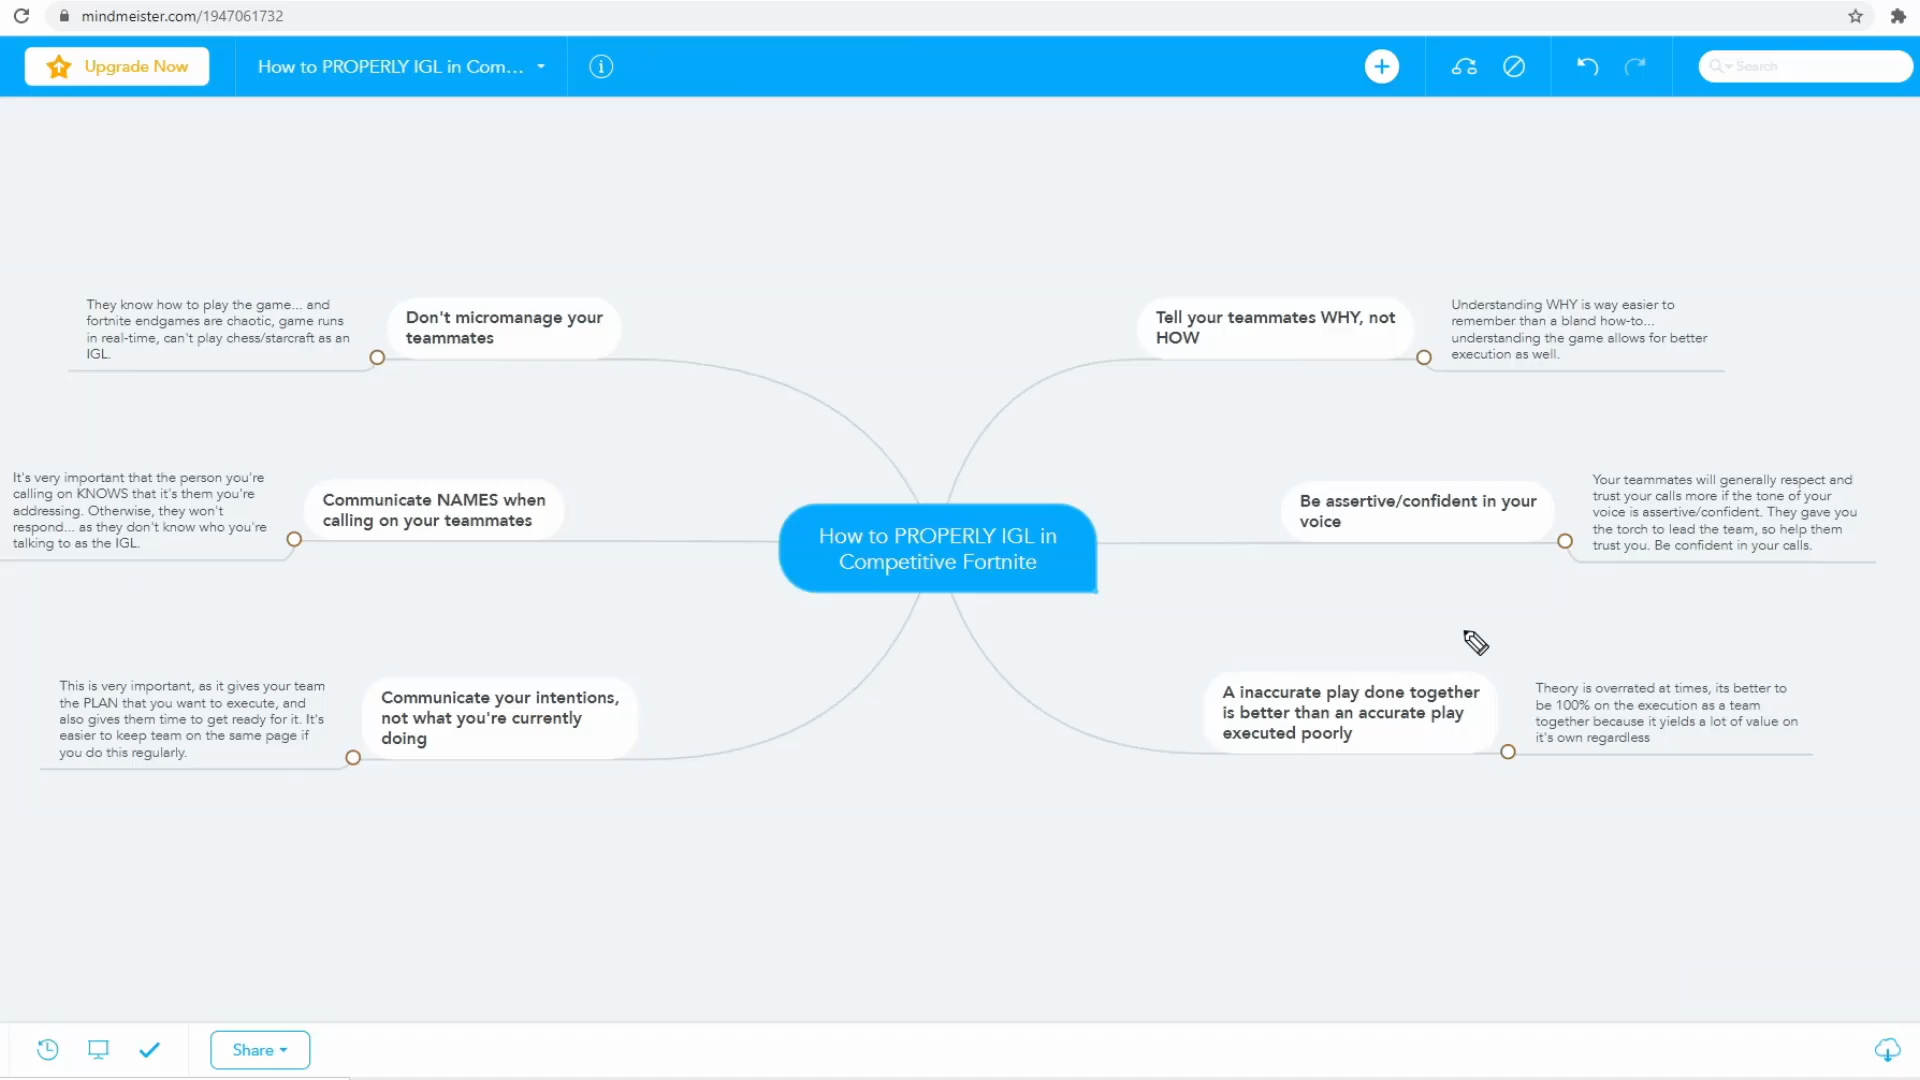 mindmeister.com/1947061732
Upgrade Now
How to PROPERLY IGL in Com...
Search
They know how to play the game... and
fortnite endgames are chaotic, game runs
in real-time, can't play chess/starcraft as an
IGL.
Don't micromanage your
teammates
Tell your teammates WHY, not
HOW
Understanding WHY is way easier to
remember than a bland how-to...
understanding the game allows for better
execution as well.
It's very important that the person you're
calling on KNOWS that it's them you're
addressing. Otherwise, they won't
respond... as they don't know who you're
talking to as the IGL.
Communicate NAMES when
calling on your teammates
How to PROPERLY IGL in
Competitive Fortnite
Be assertive/confident in your
voice
Your teammates will generally respect and
trust your calls more if the tone of your
voice is assertive/confident. They gave you
the torch to lead the team, so help them
trust you. Be confident in your calls.
This is very important, as it gives your team
the PLAN that you want to execute, and
also gives them time to get ready for it. It's
easier to keep team on the same page if
you do this regularly.
Communicate your intentions,
not what you're currently
doing
A inaccurate play done together
is better than an accurate play
executed poorly
Theory is overrated at times, its better to
be 100% on the execution as a team
together because it yields a lot of value on
it's own regardless
Share